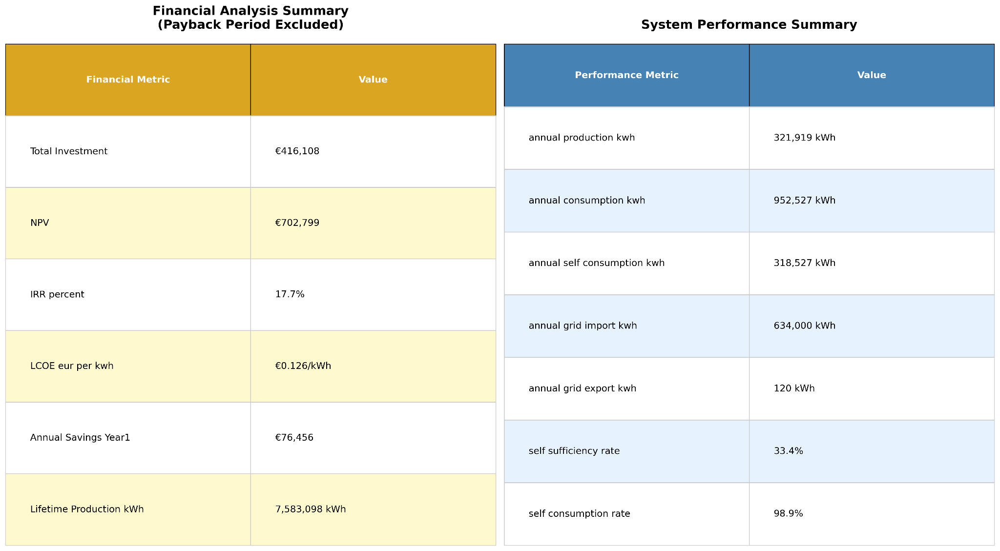 Financial Analysis Summary
(Payback Period Excluded)
Financial Metric Value
Total Investment €416,108
NPV €702,799
IRR percent 17.7%
LCOE eur per kwh €0.126/kWh
Annual Savings Year1 €76,456
Lifetime Production kWh 7,583,098 kWh
System Performance Summary
Performance Metric Value
annual production kwh 321,919 kWh
annual consumption kwh 952,527 kWh
annual self consumption kwh 318,527 kWh
annual grid import kwh 634,000 kWh
annual grid export kwh 120 kWh
self sufficiency rate 33.4%
self consumption rate 98.9%